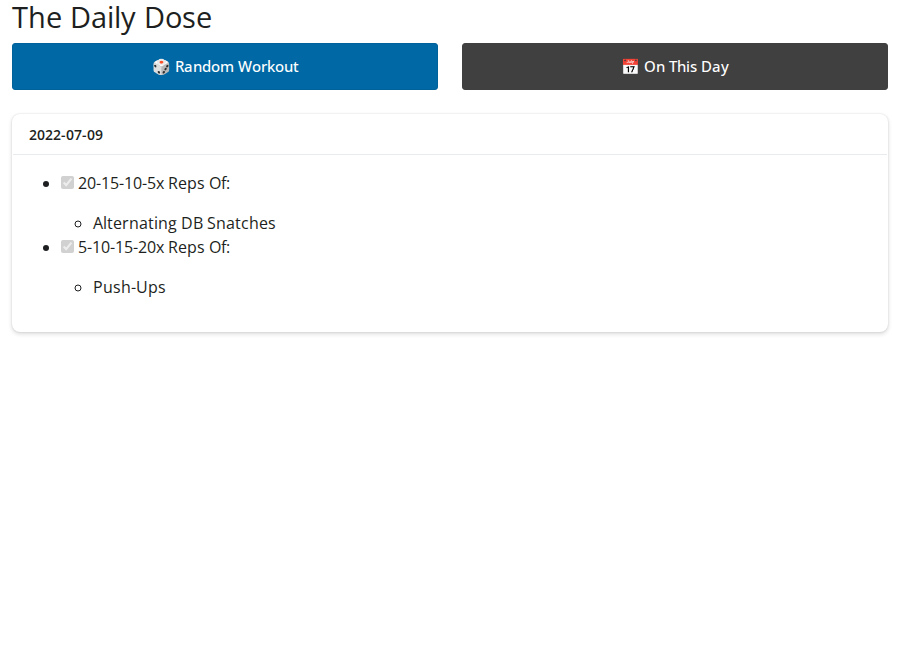 The Daily Dose
🎲 Random Workout
📅 On This Day
2022-07-09
20-15-10-5x Reps Of:
Alternating DB Snatches
5-10-15-20x Reps Of:
Push-Ups